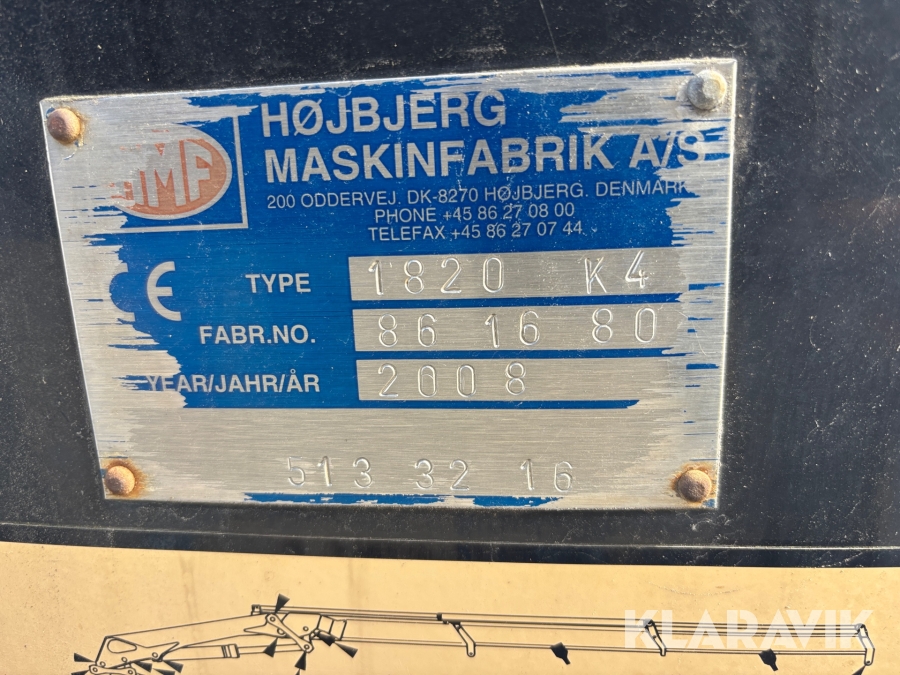 HMF
HØJBJERG
MASKINFABRIK A/S
200 ODDERVEJ. DK-8270 HØJBJERG. DENMARK
PHONE +45 86 27 08 00
TELEFAX +45 86 27 07 44
CE
TYPE 1820 K4
FABR.NO. 86 16 80
YEAR/JAHR/ÅR 2008
513 32 16
KLARAVIK